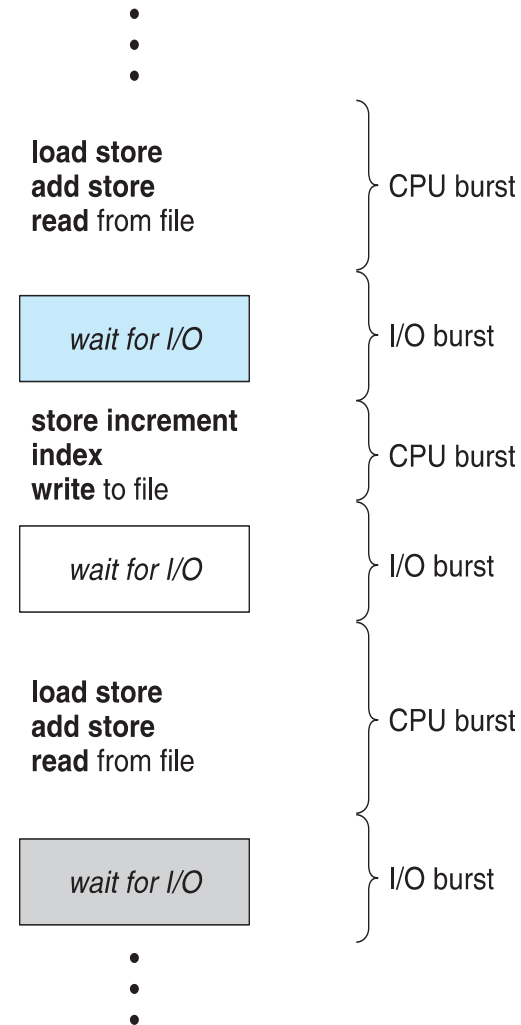 load store
add store
read from file
CPU burst
wait for I/O
I/O burst
store increment
index
write to file
CPU burst
wait for I/O
I/O burst
load store
add store
read from file
CPU burst
wait for I/O
I/O burst